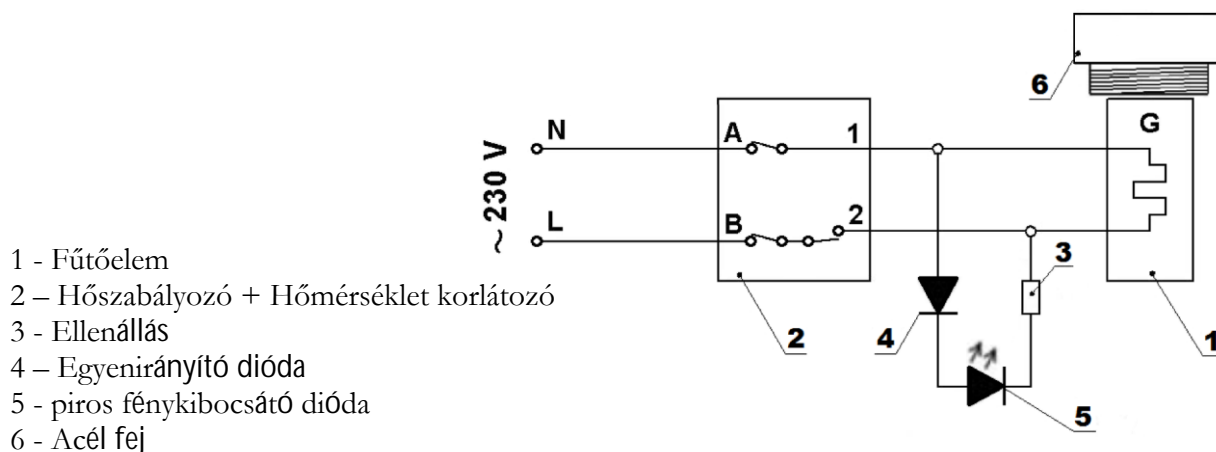 6
G
N
A
1
~ 230 V
L
B
2
3
1 - Fűtőelem
2 – Hőszabályozó + Hőmérséklet korlátozó
3 - Ellenállás
4 – Egyenirányító dióda
5 - piros fénykibocsátó dióda
6 - Acél fej
2
4
1
5